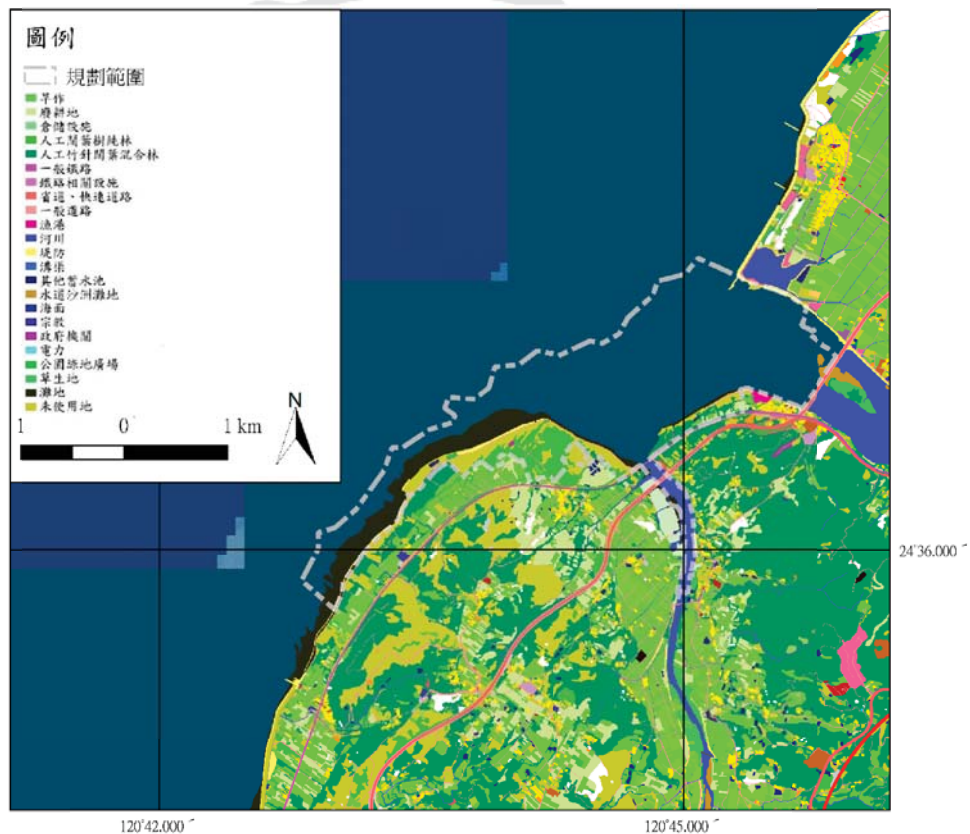 圖例
規劃範圍
旱作
廢耕地
倉儲設施
人工闊葉樹純林
人工竹針闊葉混合林
一般鐵路
鐵路相關設施
省道、快速道路
一般道路
漁港
河川
堤防
溝渠
其他蓄水池
水道沙洲灘地
海面
宗教
政府機關
電力
公園綠地廣場
草生地
灘地
未使用地
1 0 1 km
N
24°36.000
120°42.000
120°45.000